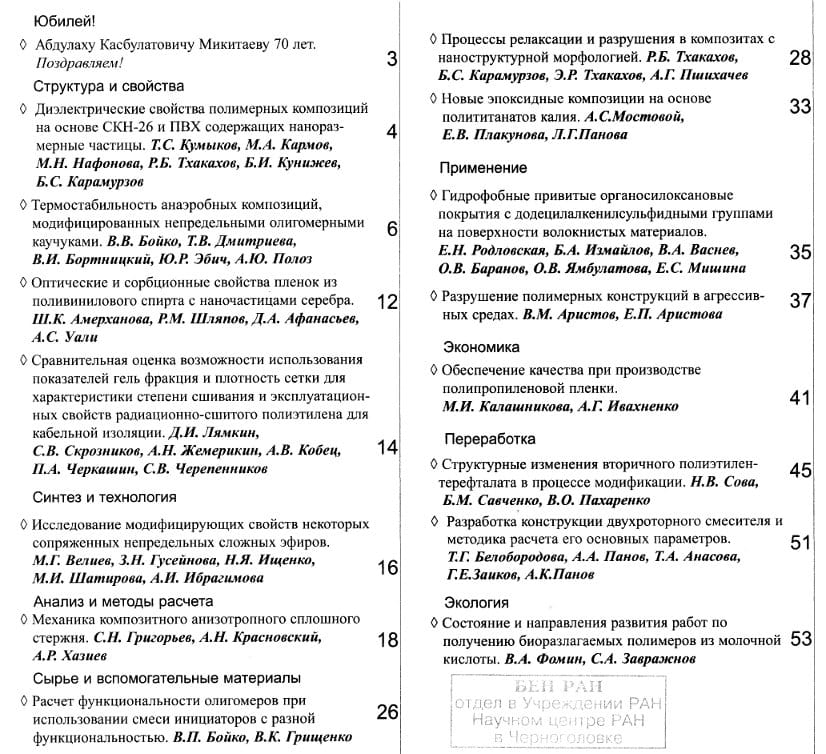 Юбилей!
◊ Абдулаху Касбулатовичу Микитаеву 70 лет.
Поздравляем! 3
Структура и свойства
◊ Диэлектрические свойства полимерных композиций
на основе СКН-26 и ПВХ содержащих нанораз- 4
мерные частицы. Т.С. Кумыков, М.А. Кармов,
М.Н. Нафонова, Р.Б. Тхакахов, Б.И. Кунижев,
Б.С. Карамурзов
◊ Термостабильность анаэробных композиций,
модифицированных непредельными олигомерными
каучуками. В.В. Бойко, Т.В. Дмитриева, 6
В.И. Бортницкий, Ю.Р. Эбич, А.Ю. Полоз
◊ Оптические и сорбционные свойства пленок из
поливинилового спирта с наночастицами серебра. 12
Ш.К. Амерханова, Р.М. Шляпов, Д.А. Афанасьев,
А.С. Уали
◊ Сравнительная оценка возможности использования
показателей гель фракция и плотность сетки для
характеристики степени сшивания и эксплуатацион-
ных свойств радиационно-сшитого полиэтилена для
кабельной изоляции. Д.И. Лямкин,
С.В. Скрозников, А.Н. Жемерикин, А.В. Кобец, 14
П.А. Черкашин, С.В. Черепенников
Синтез и технология
◊ Исследование модифицирующих свойств некоторых
сопряженных непредельных сложных эфиров.
М.Г. Велиев, З.Н. Гусейнова, Н.Я. Ищенко, 16
М.И. Шатирова, А.И. Ибрагимова
Анализ и методы расчета
◊ Механика композитного анизотропного сплошного
стержня. С.Н. Григорьев, А.Н. Красновский, 18
А.Р. Хазиев
Сырье и вспомогательные материалы
◊ Расчет функциональности олигомеров при
использовании смеси инициаторов с разной 26
функциональностью. В.П. Бойко, В.К. Грищенко
◊ Процессы релаксации и разрушения в композитах с
наноструктурной морфологией. Р.Б. Тхакахов, 28
Б.С. Карамурзов, Э.Р. Тхакахов, А.Г. Пшихачев
◊ Новые эпоксидные композиции на основе
полититанатов калия. А.С.Мостовой, 33
Е.В. Плакунова, Л.Г.Панова
Применение
◊ Гидрофобные привитые органосилоксановые
покрытия с додецилалкенилсульфидными группами
на поверхности волокнистых материалов.
Е.Н. Родловская, Б.А. Измайлов, В.А. Васнев, 35
О.В. Баранов, О.В. Ямбулатова, Е.С. Мишина
◊ Разрушение полимерных конструкций в агрессив- 37
ных средах. В.М. Аристов, Е.П. Аристова
Экономика
◊ Обеспечение качества при производстве
полипропиленовой пленки. 41
М.И. Калашникова, А.Г. Ивахненко
Переработка
◊ Структурные изменения вторичного полиэтилен- 45
терефталата в процессе модификации. Н.В. Сова,
Б.М. Савченко, В.О. Пахаренко
◊ Разработка конструкции двухроторного смесителя и
методика расчета его основных параметров. 51
Т.Г. Белобородова, А.А. Панов, Т.А. Анасова,
Г.Е.Заиков, А.К.Панов
Экология
◊ Состояние и направления развития работ по
получению биоразлагаемых полимеров из молочной 53
кислоты. В.А. Фомин, С.А. Завражнов
БЕН РАН
отдел в Учреждении РАН
Научном центре РАН
в Черноголовке